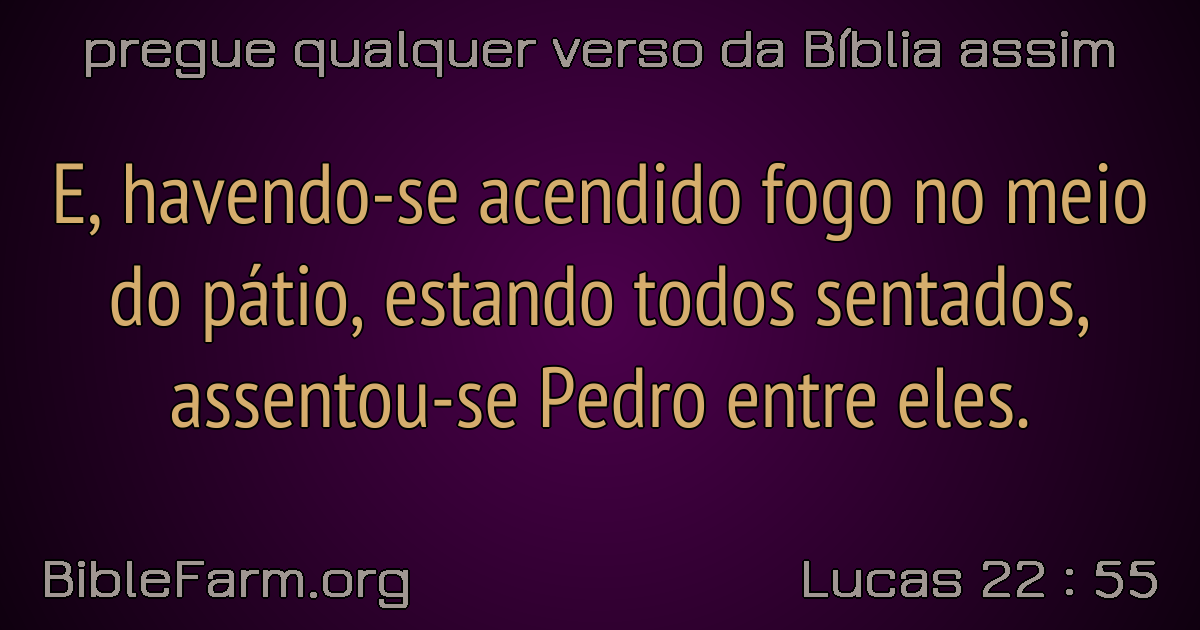 pregue qualquer verso da Bíblia assim
E, havendo-se acendido fogo no meio
do pátio, estando todos sentados,
assentou-se Pedro entre eles.
BibleFarm.org
Lucas 22 : 55